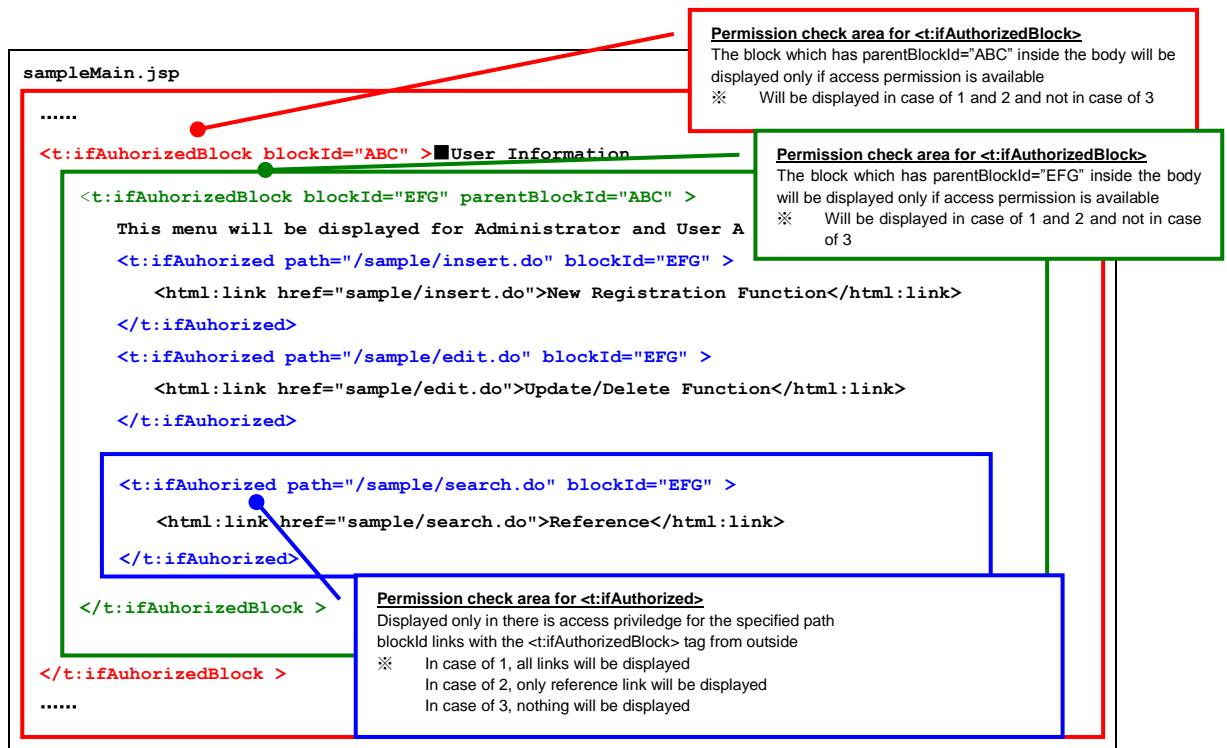 Permission check area for <t:ifAuthorizedBlock>
The block which has parentBlockId="ABC" inside the body will be
displayed only if access permission is available
※ Will be displayed in case of 1 and 2 and not in case of 3
sampleMain.jsp
......
<t:ifAuhorizedBlock blockId="ABC" >■User Information
Permission check area for <t:ifAuthorizedBlock>
The block which has parentBlockId="EFG" inside the body
will be displayed only if access permission is available
※ Will be displayed in case of 1 and 2 and not in case
of 3
<t:ifAuhorizedBlock blockId="EFG" parentBlockId="ABC" >
This menu will be displayed for Administrator and User A
<t:ifAuhorized path="/sample/insert.do" blockId="EFG" >
<html:link href="sample/insert.do">New Registration Function</html:link>
</t:ifAuhorized>
<t:ifAuhorized path="/sample/edit.do" blockId="EFG" >
<html:link href="sample/edit.do">Update/Delete Function</html:link>
</t:ifAuhorized>
<t:ifAuhorized path="/sample/search.do" blockId="EFG" >
<html:link href="sample/search.do">Reference</html:link>
</t:ifAuhorized>
</t:ifAuhorizedBlock >
Permission check area for <t:ifAuthorized>
Displayed only in there is access priviledge for the specified path
blockId links with the <t:ifAuthorizedBlock> tag from outside
※ In case of 1, all links will be displayed
In case of 2, only reference link will be displayed
In case of 3, nothing will be displayed
</t:ifAuhorizedBlock >
......